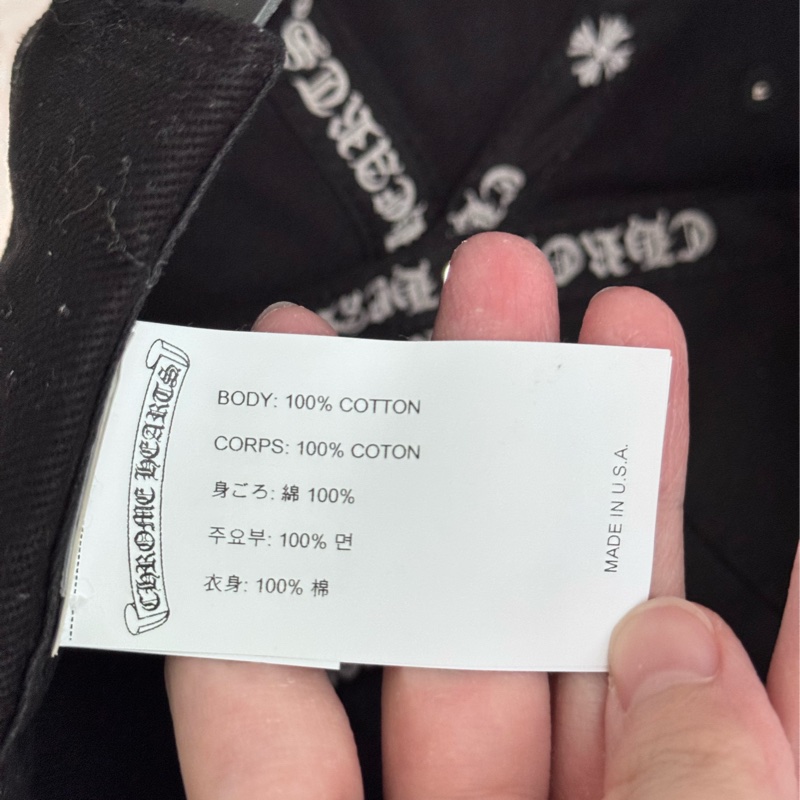 CHROME HEARTS
BODY: 100% COTTON
CORPS: 100% COTON
身ごろ: 綿 100%
주요부: 100% 면
衣身: 100% 棉
MADE IN U.S.A.